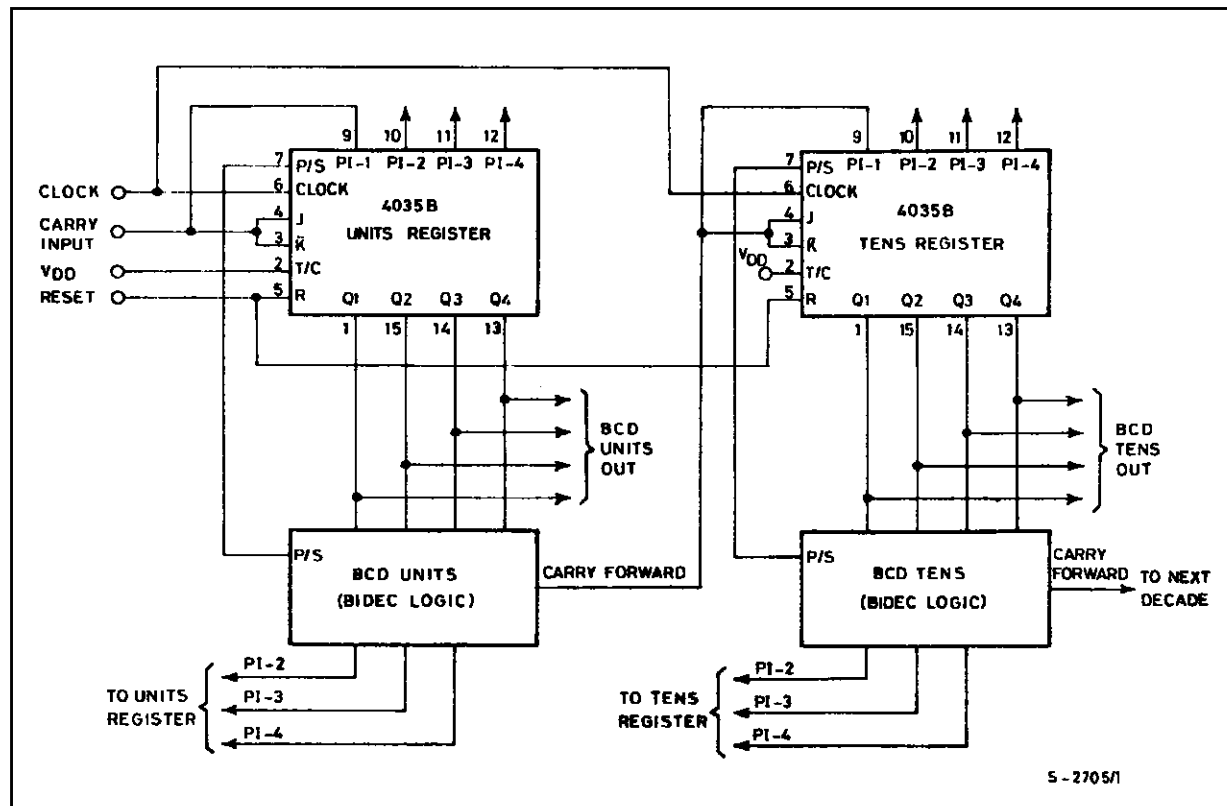 9 10 11 12
7 P/S PI-1 PI-2 PI-3 PI-4
CLOCK 6 CLOCK
4 J
CARRY INPUT
3 K̄
4035B
UNITS REGISTER
VDD 2 T/C
RESET 5 R
Q1 Q2 Q3 Q4
1 15 14 13
9 10 11 12
7 P/S PI-1 PI-2 PI-3 PI-4
6 CLOCK
4 J
3 K̄
4035B
TENS REGISTER
VDD 2 T/C
5 R
Q1 Q2 Q3 Q4
1 15 14 13
BCD
UNITS
OUT
BCD
TENS
OUT
P/S
BCD UNITS
(BIDEC LOGIC)
CARRY FORWARD
P/S
BCD TENS
(BIDEC LOGIC)
CARRY
FORWARD
TO NEXT
DECADE
TO UNITS
REGISTER
PI-2
PI-3
PI-4
TO TENS
REGISTER
PI-2
PI-3
PI-4
S-2705/1